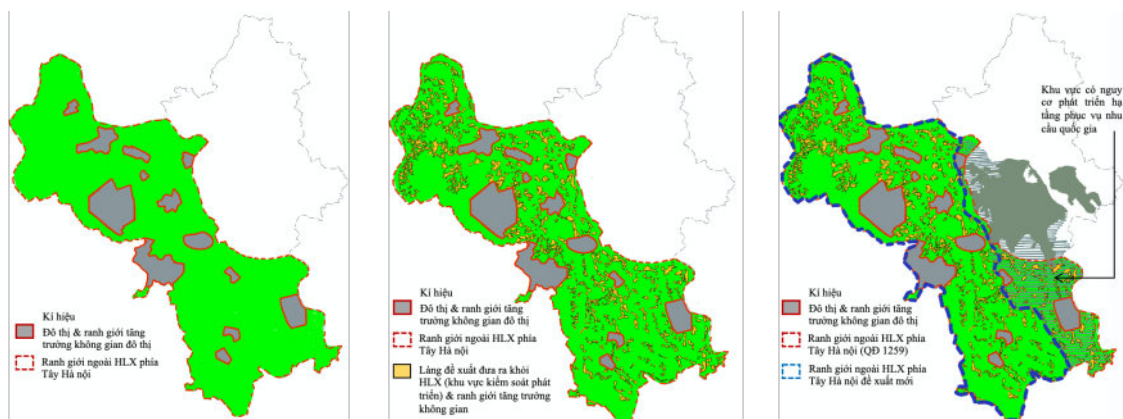 Kí hiệu
Đô thị & ranh giới tăng
trưởng không gian đô thị
Ranh giới ngoài HLX phía
Tây Hà nội
Kí hiệu
Đô thị & ranh giới tăng
trưởng không gian đô thị
Ranh giới ngoài HLX phía
Tây Hà nội
Làng đề xuất đưa ra khỏi
HLX (khu vực kiểm soát phát
triển) & ranh giới tăng trưởng
không gian
Khu vực có nguy
cơ phát triển hạ
tầng phục vụ nhu
cầu quốc gia
Kí hiệu
Đô thị & ranh giới tăng
trưởng không gian đô thị
Ranh giới ngoài HLX phía
Tây Hà nội (QĐ 1259)
Ranh giới ngoài HLX phía
Tây Hà nội đề xuất mới